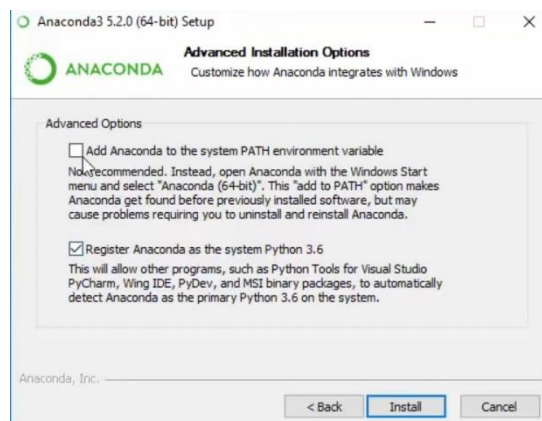 Anaconda3 5.2.0 (64-bit) Setup
ANACONDA
Advanced Installation Options
Customize how Anaconda integrates with Windows
Advanced Options
Add Anaconda to the system PATH environment variable
Not recommended. Instead, open Anaconda with the Windows Start
menu and select "Anaconda (64-bit)". This "add to PATH" option makes
Anaconda get found before previously installed software, but may
cause problems requiring you to uninstall and reinstall Anaconda.
Register Anaconda as the system Python 3.6
This will allow other programs, such as Python Tools for Visual Studio
PyCharm, Wing IDE, PyDev, and MSI binary packages, to automatically
detect Anaconda as the primary Python 3.6 on the system.
Anaconda, Inc.
< Back
Install
Cancel